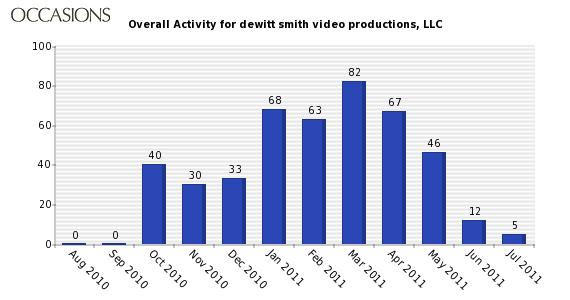 OCCASIONS
Overall Activity for dewitt smith video productions, LLC
100
80
60
40
20
0
0
0
40
30
33
68
63
82
67
46
12
5
Aug 2010
Sep 2010
Oct 2010
Nov 2010
Dec 2010
Jan 2011
Feb 2011
Mar 2011
Apr 2011
May 2011
Jun 2011
Jul 2011